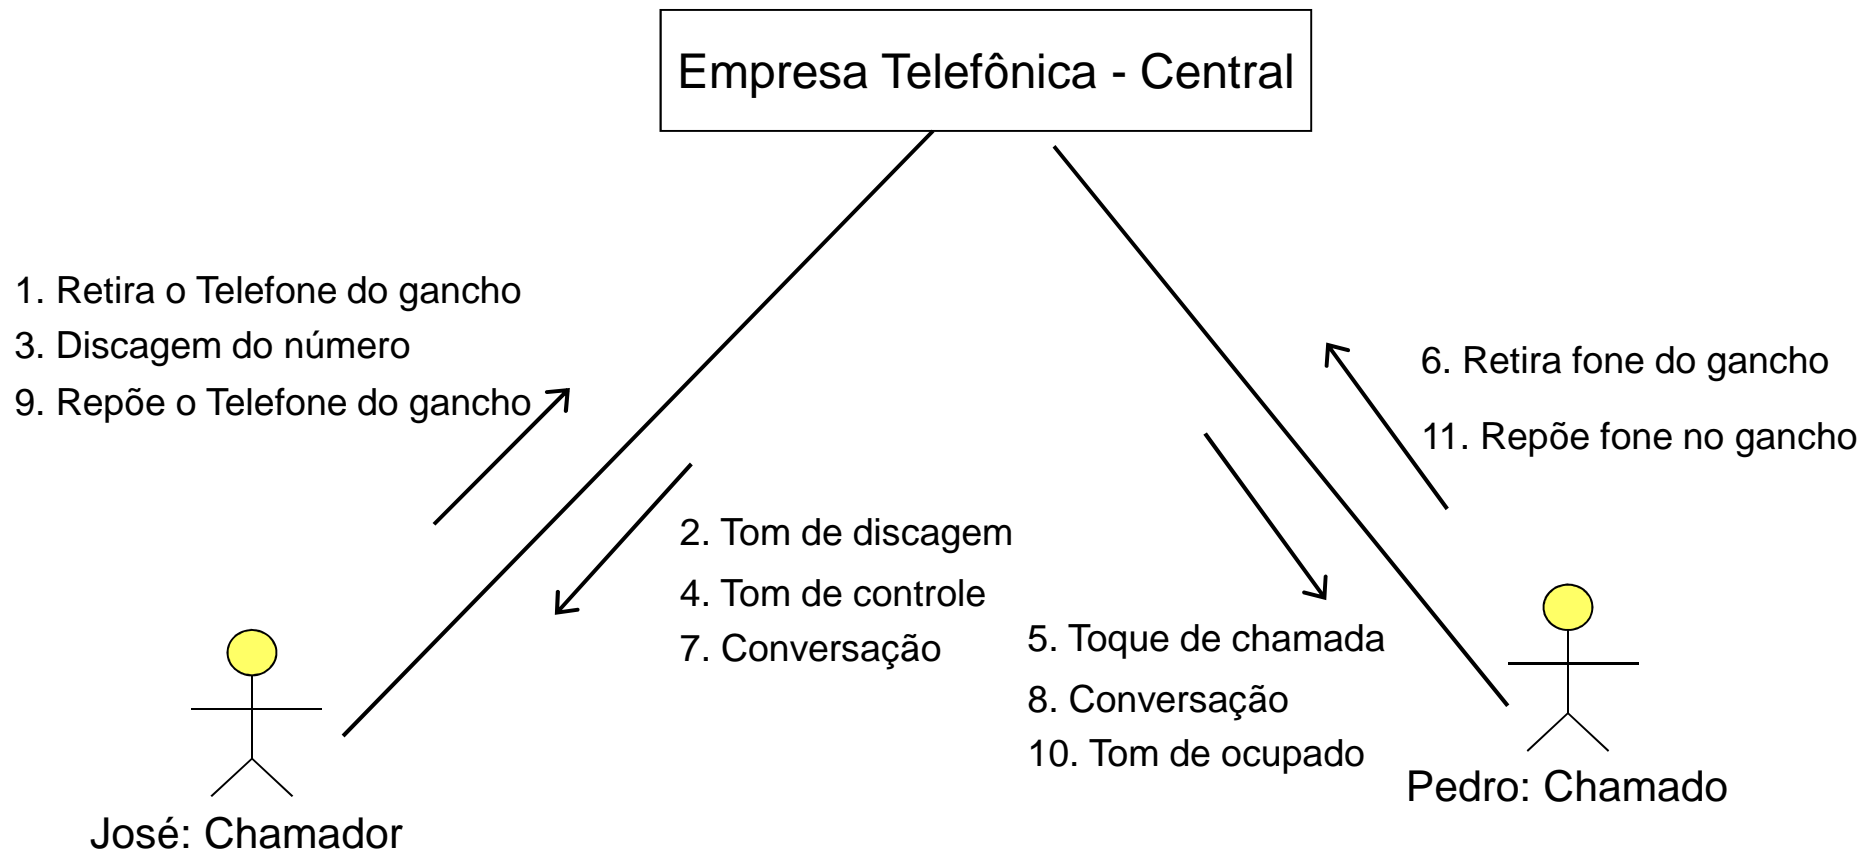 Empresa Telefônica - Central
1. Retira o Telefone do gancho
3. Discagem do número
9. Repõe o Telefone do gancho
2. Tom de discagem
4. Tom de controle
7. Conversação
6. Retira fone do gancho
11. Repõe fone no gancho
5. Toque de chamada
8. Conversação
10. Tom de ocupado
José: Chamador
Pedro: Chamado